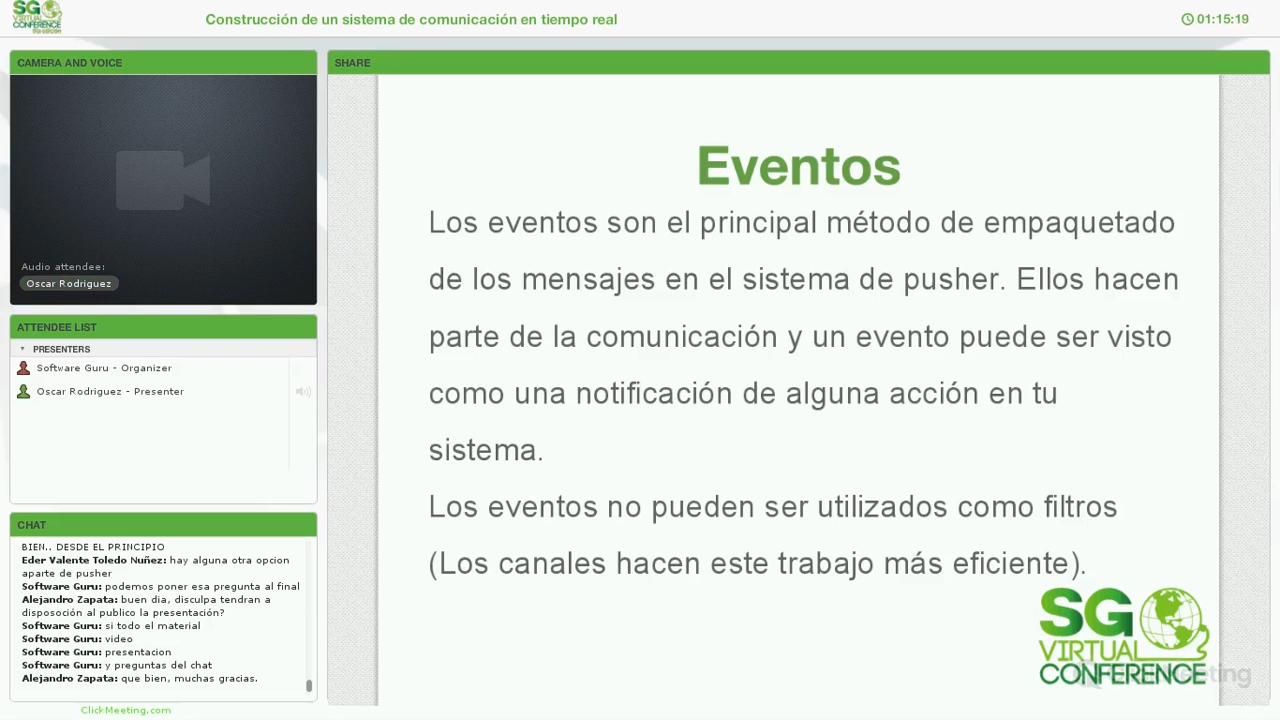 SG
VIRTUAL
CONFERENCE
Construcción de un sistema de comunicación en tiempo real
01:15:19
CAMERA AND VOICE
Audio attendee:
Oscar Rodriguez
ATTENDEE LIST
PRESENTERS
Software Guru - Organizer
Oscar Rodriguez - Presenter
CHAT
BIEN.. DESDE EL PRINCIPIO
Eder Valente Toledo Nuñez: hay alguna otra opcion
aparte de pusher
Software Guru: podemos poner esa pregunta al final
Alejandro Zapata: buen dia, disculpa tendran a
disposoción al publico la presentación?
Software Guru: si todo el material
Software Guru: video
Software Guru: presentacion
Software Guru: y preguntas del chat
Alejandro Zapata: que bien, muchas gracias.
ClickMeeting.com
SHARE
Eventos
Los eventos son el principal método de empaquetado
de los mensajes en el sistema de pusher. Ellos hacen
parte de la comunicación y un evento puede ser visto
como una notificación de alguna acción en tu
sistema.
Los eventos no pueden ser utilizados como filtros
(Los canales hacen este trabajo más eficiente).
SG
VIRTUAL
CONFERENCE